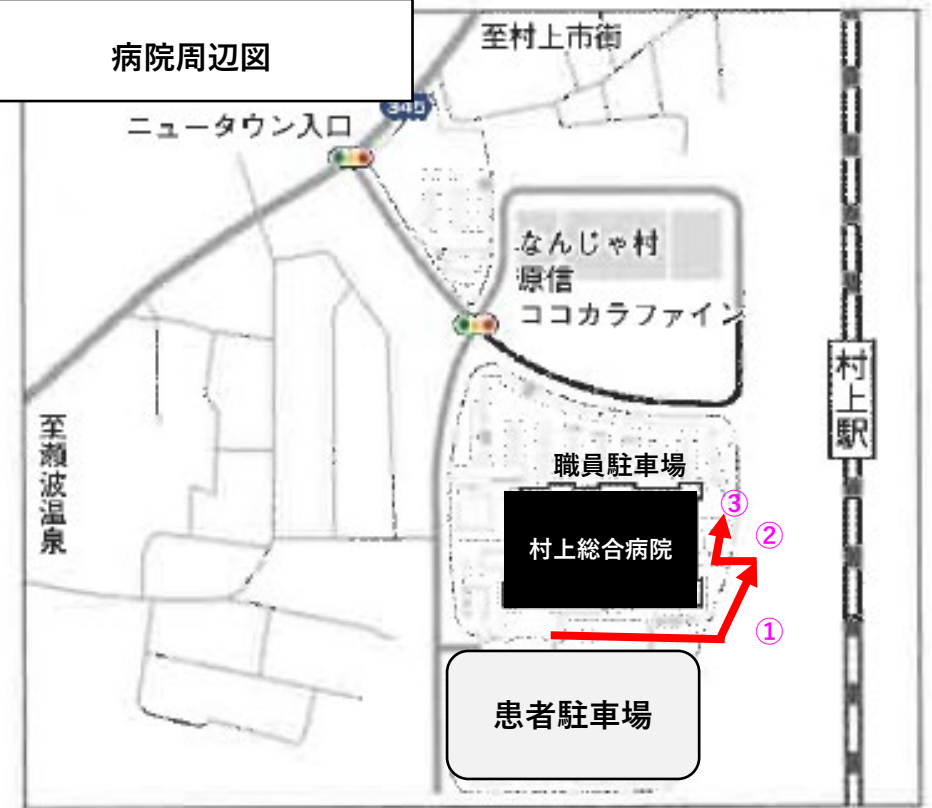 病院周辺図
至村上市街
345
ニュータウン入口
なんじゃ村
原信
ココカラファイン
村上駅
至瀬波温泉
職員駐車場
③
村上総合病院
②
①
患者駐車場